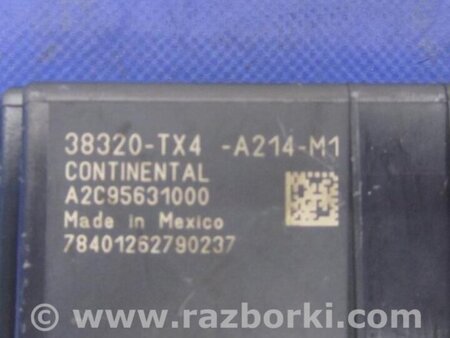 38320-TX4 -A214-M1
CONTINENTAL
A2C95631000
Made in Mexico
78401262790237
© www.razborki.com